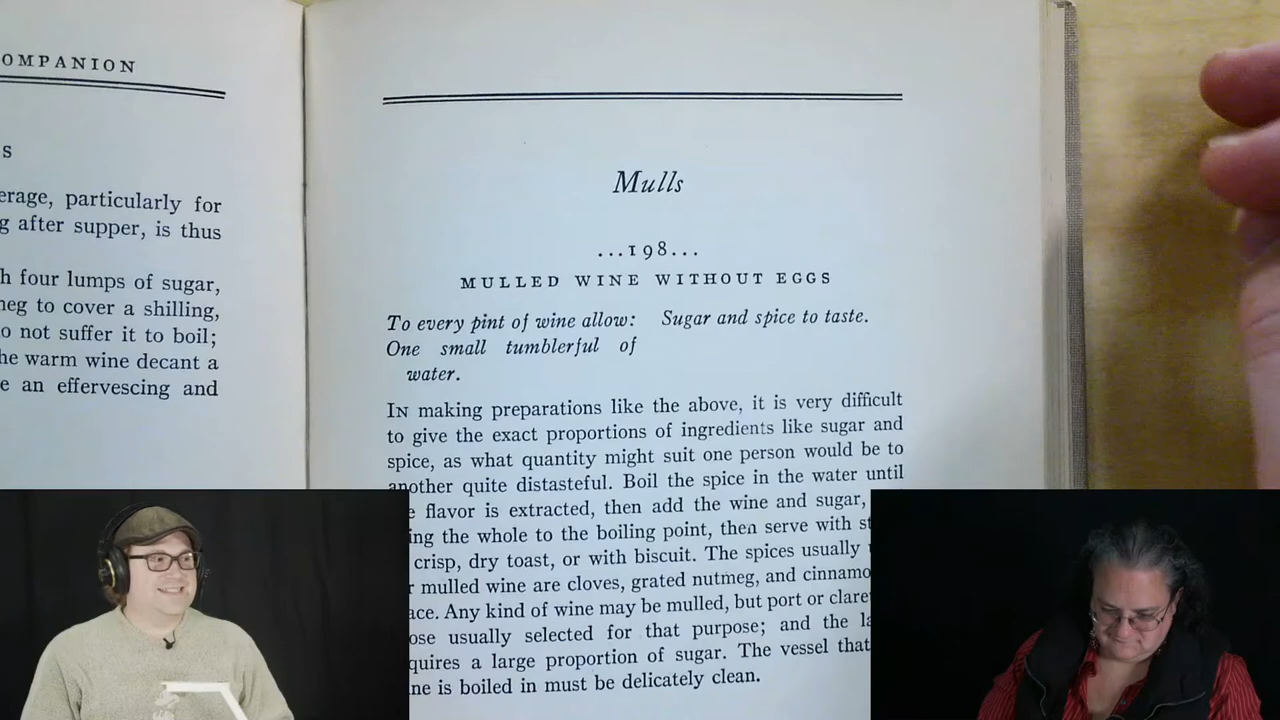 OMPANION
S
erage, particularly for
g after supper, is thus
h four lumps of sugar,
neg to cover a shilling,
o not suffer it to boil;
he warm wine decant a
e an effervescing and
Mulls
...198...
MULLED WINE WITHOUT EGGS
To every pint of wine allow: Sugar and spice to taste.
One small tumblerful of
water.
IN making preparations like the above, it is very difficult
to give the exact proportions of ingredients like sugar and
spice, as what quantity might suit one person would be to
another quite distasteful. Boil the spice in the water until
e flavor is extracted, then add the wine and sugar,
ing the whole to the boiling point, then serve with st
crisp, dry toast, or with biscuit. The spices usually
r mulled wine are cloves, grated nutmeg, and cinnamo
ace. Any kind of wine may be mulled, but port or clare
ose usually selected for that purpose; and the la
quires a large proportion of sugar. The vessel that
ne is boiled in must be delicately clean.